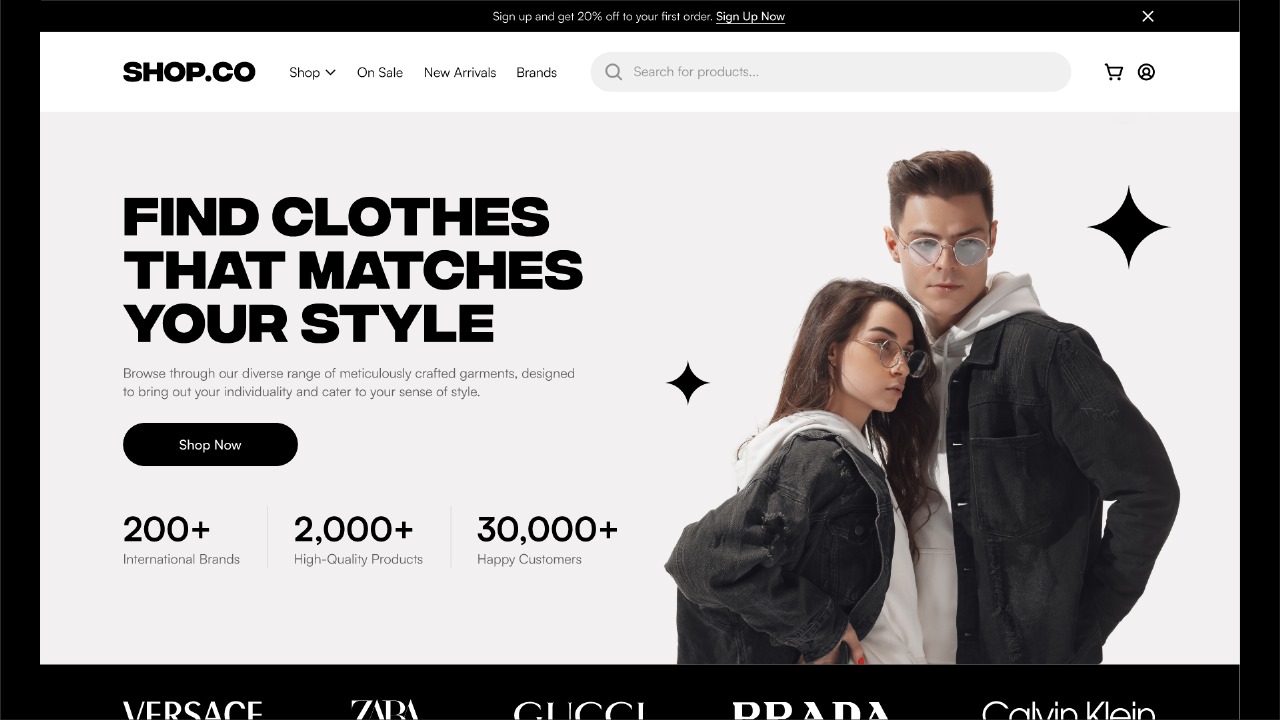 Sign up and get 20% off to your first order. Sign Up Now
SHOP.CO
Shop
On Sale
New Arrivals
Brands
Search for products...
FIND CLOTHES
THAT MATCHES
YOUR STYLE
Browse through our diverse range of meticulously crafted garments, designed
to bring out your individuality and cater to your sense of style.
Shop Now
200+
International Brands
2,000+
High-Quality Products
30,000+
Happy Customers
VERSACE
ZARA
GUCCI
PRADA
Calvin Klein